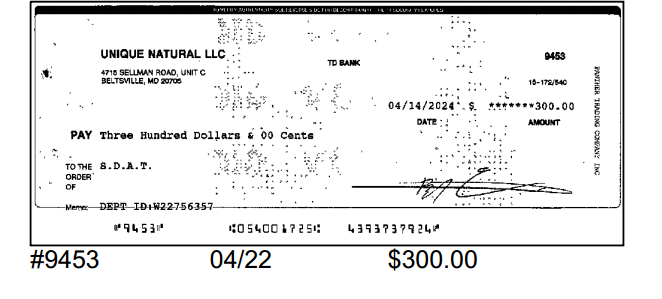 UNIQUE NATURAL LLC
4715 SELLMAN ROAD, UNIT C
BELTSVILLE, MD 20705
TD BANK
9453
15-172/540
04/14/2024 $ *******300.00
DATE AMOUNT
PAY Three Hundred Dollars & 00 Cents
TO THE ORDER OF
S.D.A.T.
Memo: DEPT ID:W22756357
⑈9453⑈ ⑆054001725⑆ 4393737924⑈
PANTHER TRADING COMPANY INC
#9453 04/22 $300.00